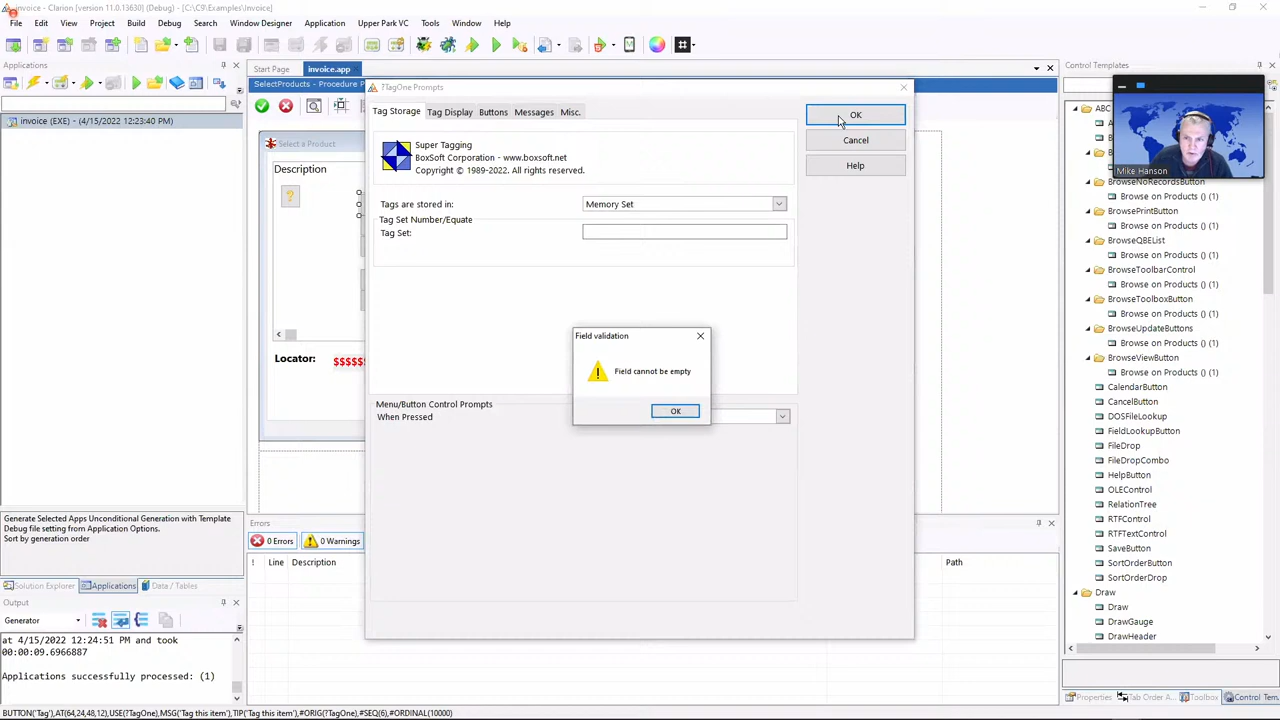 invoice - Clarion (version 11.0.13630) (Debug) - [C:\C9\Examples\Invoice]
File Edit View Project Build Debug Search Window Designer Application Upper Park VC Tools Window Help
Applications
Start Page invoice.app
SelectProducts - Procedure P
invoice (EXE) - (4/15/2022 12:23:40 PM)
Select a Product
Description
Locator: $$$$$
?TagOne Prompts
Tag Storage Tag Display Buttons Messages Misc.
Super Tagging
BoxSoft Corporation - www.boxsoft.net
Copyright © 1989-2022. All rights reserved.
Tags are stored in: Memory Set
Tag Set Number/Equate
Tag Set:
OK
Cancel
Help
Field validation
Field cannot be empty
OK
Menu/Button Control Prompts
When Pressed
Control Templates
ABC
Mike Hanson
BrowseNoRecordsButton
Browse on Products () (1)
BrowsePrintButton
Browse on Products () (1)
BrowseQBEList
Browse on Products () (1)
BrowseToolbarControl
Browse on Products () (1)
BrowseToolboxButton
Browse on Products () (1)
BrowseUpdateButtons
Browse on Products () (1)
BrowseViewButton
Browse on Products () (1)
CalendarButton
CancelButton
DOSFileLookup
FieldLookupButton
FileDrop
FileDropCombo
HelpButton
OLEControl
RelationTree
RTFControl
RTFTextControl
SaveButton
SortOrderButton
SortOrderDrop
Draw
Draw
DrawGauge
DrawHeader
Properties Tab Order A... Toolbox Control Tem...
Generate Selected Apps Unconditional Generation with Template
Debug file setting from Application Options.
Sort by generation order
Solution Explorer Applications Data / Tables
Output
Generator
at 4/15/2022 12:24:51 PM and took
00:00:09.6966887
Applications successfully processed: (1)
Errors
0 Errors 0 Warnings
! Line Description Path
BUTTON('Tag'),AT(64,24,48,12),USE(?TagOne),MSG('Tag this item'),TIP('Tag this item'),#ORIG(?TagOne),#SEQ(6),#ORDINAL(10000)